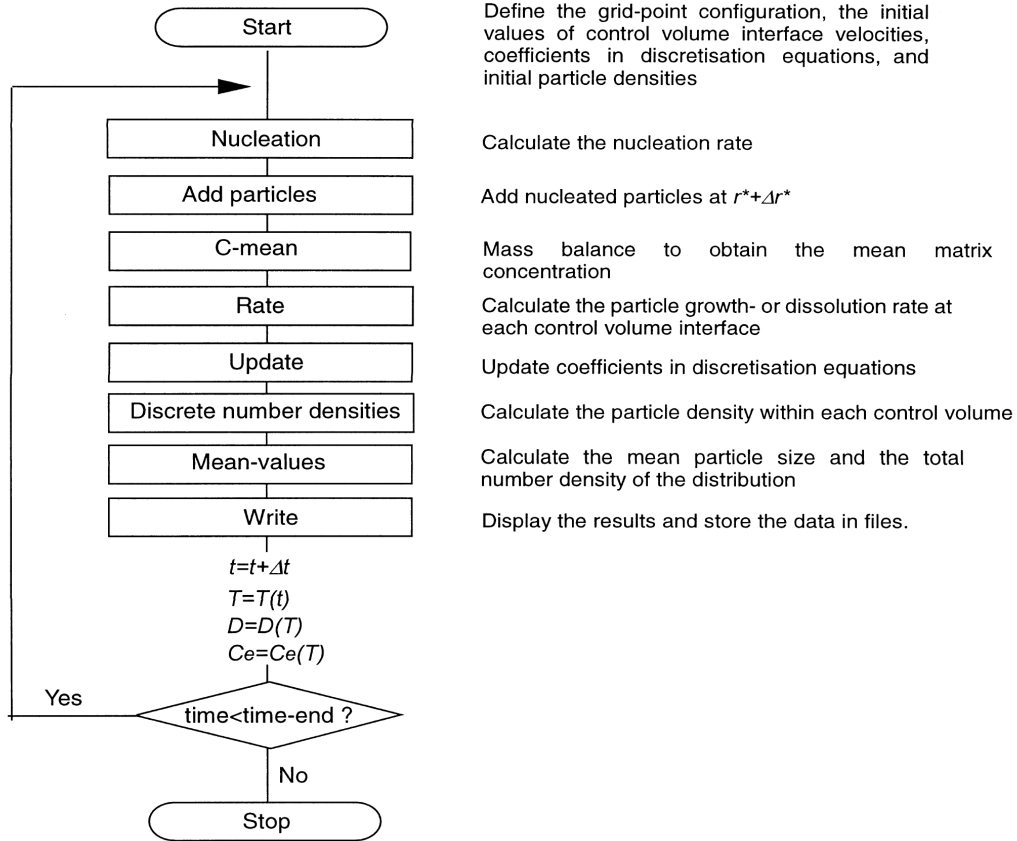 Start
Define the grid-point configuration, the initial
values of control volume interface velocities,
coefficients in discretisation equations, and
initial particle densities
Nucleation
Calculate the nucleation rate
Add particles
Add nucleated particles at r*+Δr*
C-mean
Mass balance to obtain the mean matrix
concentration
Rate
Calculate the particle growth- or dissolution rate at
each control volume interface
Update
Update coefficients in discretisation equations
Discrete number densities
Calculate the particle density within each control volume
Mean-values
Calculate the mean particle size and the total
number density of the distribution
Write
Display the results and store the data in files.
t=t+Δt
T=T(t)
D=D(T)
Ce=Ce(T)
Yes
time<time-end ?
No
Stop